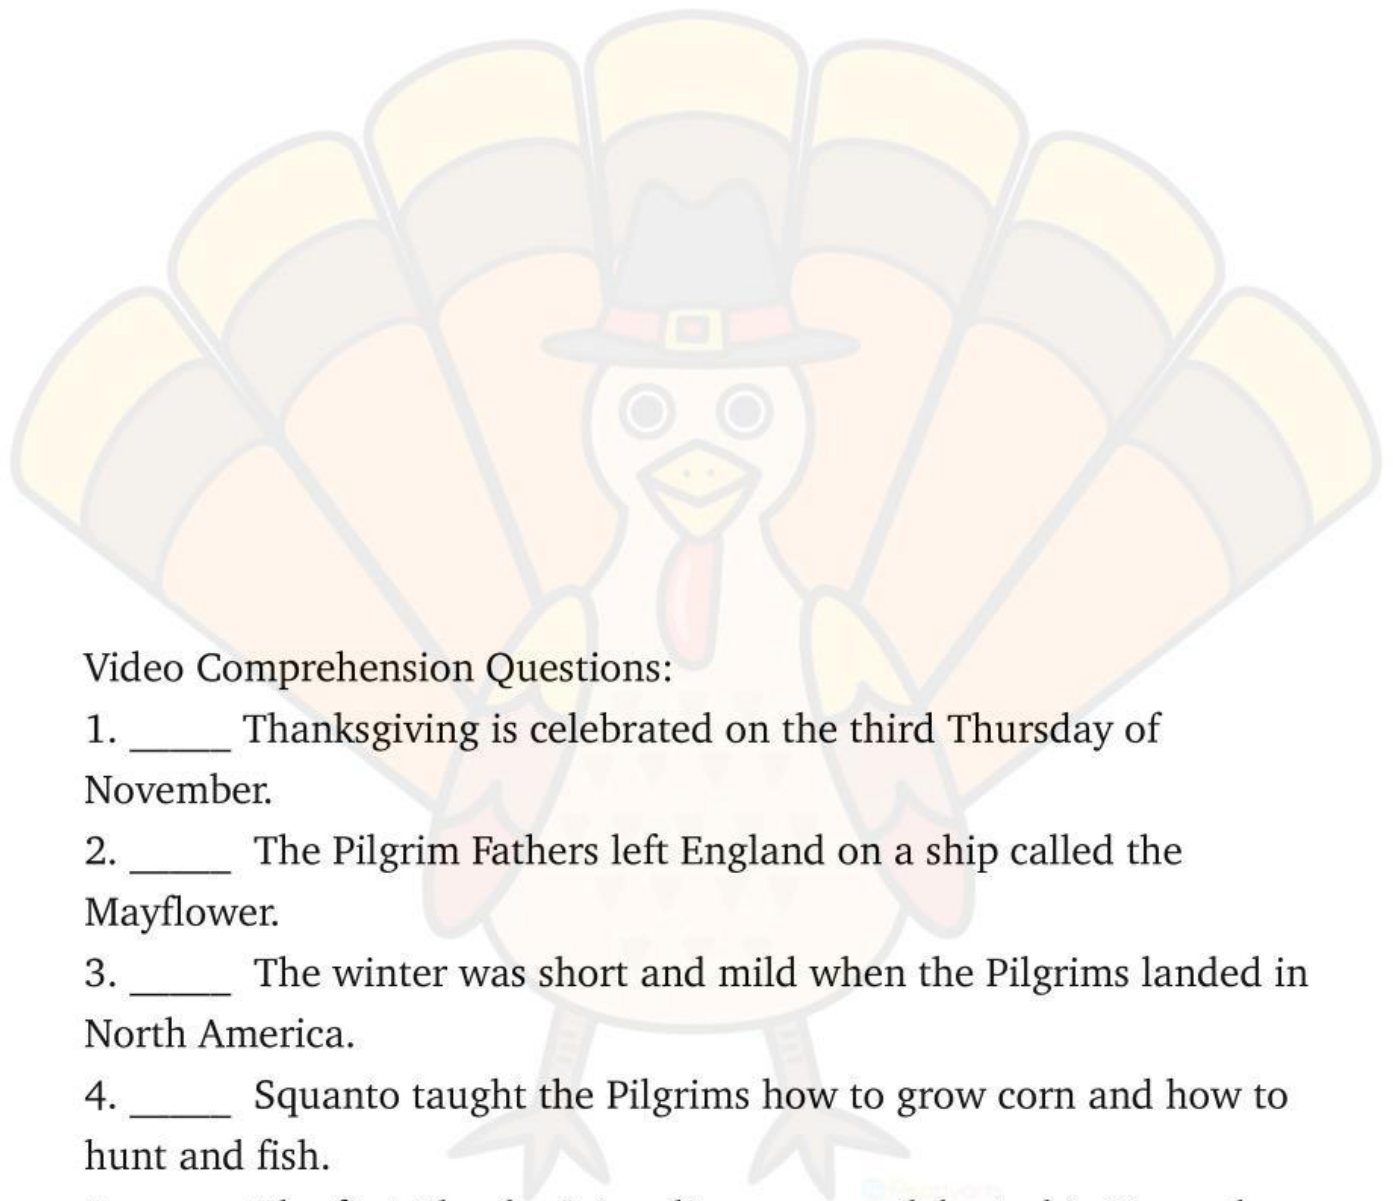 Video Comprehension Questions:
1. _____ Thanksgiving is celebrated on the third Thursday of
November.
2. _____ The Pilgrim Fathers left England on a ship called the
Mayflower.
3. _____ The winter was short and mild when the Pilgrims landed in
North America.
4. _____ Squanto taught the Pilgrims how to grow corn and how to
hunt and fish.